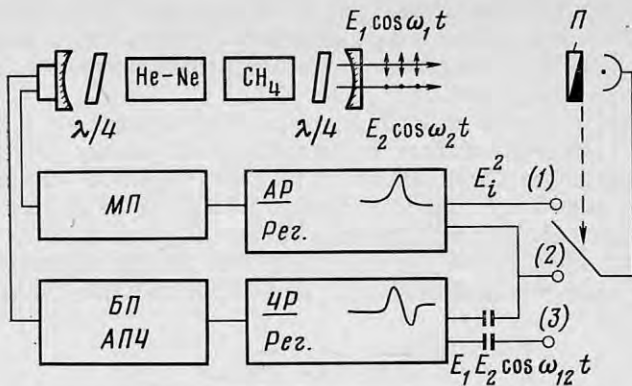 E₁ cos ω₁ t
П
He-Ne
CH₄
λ/4
λ/4
E₂ cos ω₂ t
МП
АР
Рег.
E_i²
(1)
(2)
БП
АПЧ
ЧР
Рег.
(3)
E₁ E₂ cos ω₁₂ t